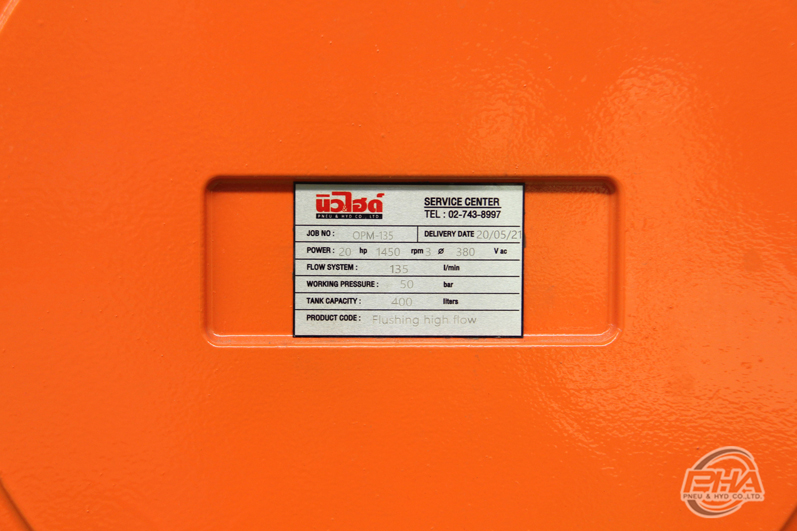 นิวไฮด์
PNEU & HYD CO., LTD.
SERVICE CENTER
TEL : 02-743-8997
JOB NO : OPM-135 DELIVERY DATE 20/05/21
POWER : 20 hp 1450 rpm 3 ø 380 V ac
FLOW SYSTEM : 135 ℓ/min
WORKING PRESSURE : 50 bar
TANK CAPACITY : 400 liters
PRODUCT CODE : Flushing high flow
PHA
PNEU & HYD CO.,LTD.